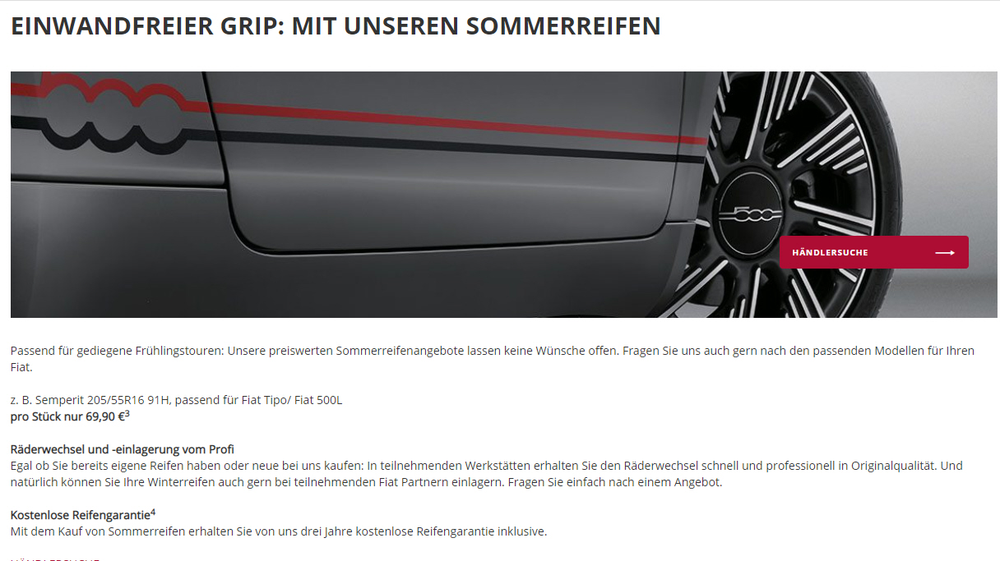 EINWANDFREIER GRIP: MIT UNSEREN SOMMERREIFEN
500
500
HÄNDLERSUCHE
Passend für gediegene Frühlingstouren: Unsere preiswerten Sommerreifenangebote lassen keine Wünsche offen. Fragen Sie uns auch gern nach den passenden Modellen für Ihren
Fiat.
z. B. Semperit 205/55R16 91H, passend für Fiat Tipo/ Fiat 500L
pro Stück nur 69,90 €³
Räderwechsel und -einlagerung vom Profi
Egal ob Sie bereits eigene Reifen haben oder neue bei uns kaufen: In teilnehmenden Werkstätten erhalten Sie den Räderwechsel schnell und professionell in Originalqualität. Und
natürlich können Sie Ihre Winterreifen auch gern bei teilnehmenden Fiat Partnern einlagern. Fragen Sie einfach nach einem Angebot.
Kostenlose Reifengarantie⁴
Mit dem Kauf von Sommerreifen erhalten Sie von uns drei Jahre kostenlose Reifengarantie inklusive.